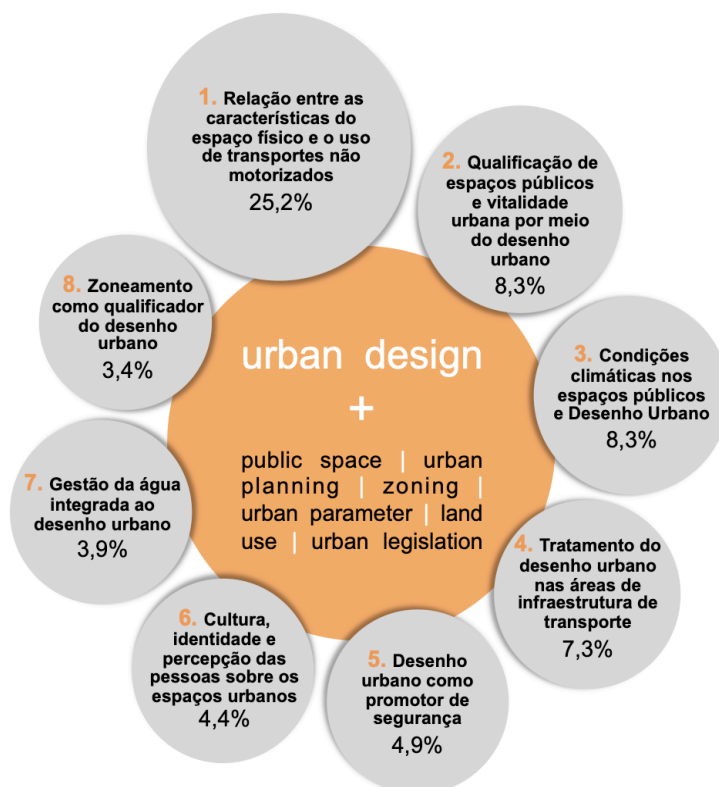 1. Relação entre as
características do
espaço físico e o uso
de transportes não
motorizados
25,2%
2. Qualificação de
espaços públicos
e vitalidade
urbana por meio
do desenho
urbano
8,3%
3. Condições
climáticas nos
espaços públicos
e Desenho Urbano
8,3%
4. Tratamento do
desenho urbano
nas áreas de
infraestrutura de
transporte
7,3%
5. Desenho
urbano como
promotor de
segurança
4,9%
6. Cultura,
identidade e
percepção das
pessoas sobre os
espaços urbanos
4,4%
7. Gestão da água
integrada ao
desenho urbano
3,9%
8. Zoneamento
como qualificador
do desenho
urbano
3,4%
urban design
+
public space | urban
planning | zoning |
urban parameter | land
use | urban legislation